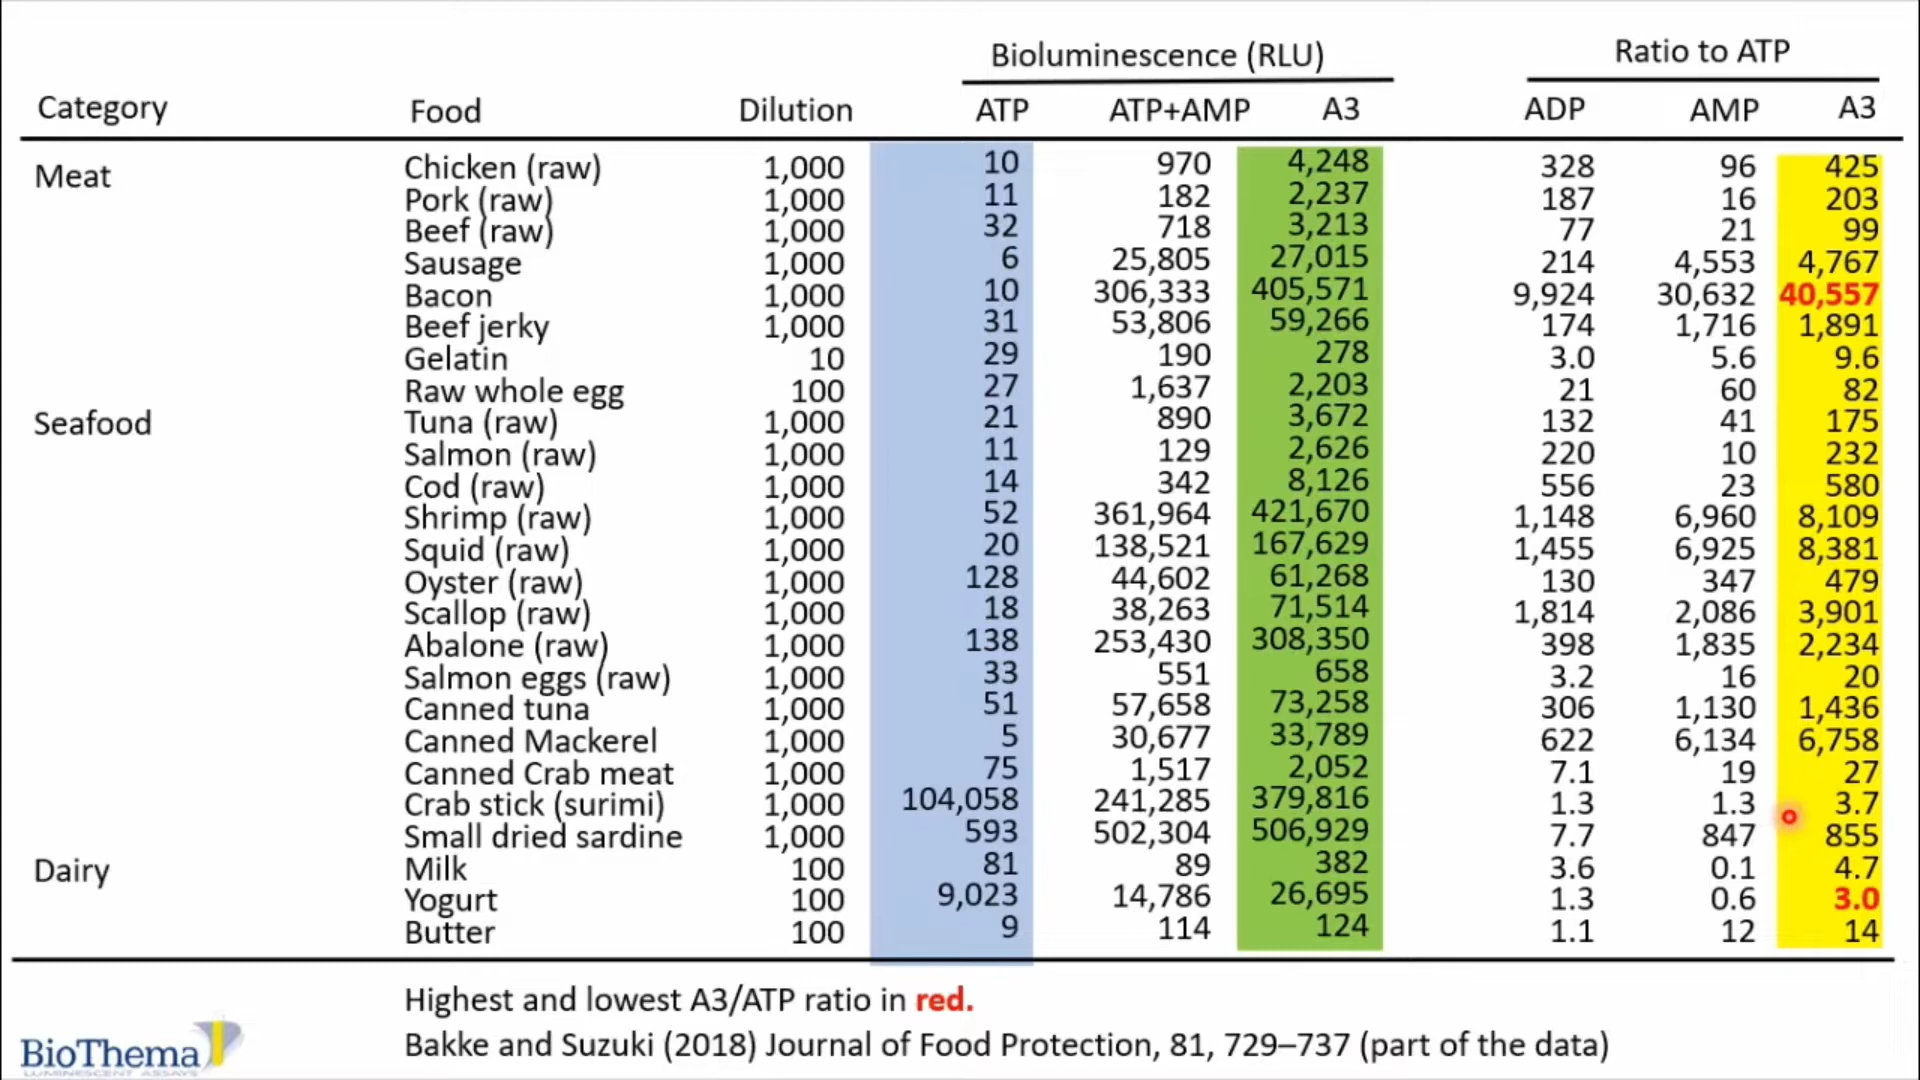 Bioluminescence (RLU) Ratio to ATP
Category Food Dilution ATP ATP+AMP A3 ADP AMP A3
Meat Chicken (raw) 1,000 10 970 4,248 328 96 425
Pork (raw) 1,000 11 182 2,237 187 16 203
Beef (raw) 1,000 32 718 3,213 77 21 99
Sausage 1,000 6 25,805 27,015 214 4,553 4,767
Bacon 1,000 10 306,333 405,571 9,924 30,632 40,557
Beef jerky 1,000 31 53,806 59,266 174 1,716 1,891
Gelatin 10 29 190 278 3.0 5.6 9.6
Raw whole egg 100 27 1,637 2,203 21 60 82
Seafood Tuna (raw) 1,000 21 890 3,672 132 41 175
Salmon (raw) 1,000 11 129 2,626 220 10 232
Cod (raw) 1,000 14 342 8,126 556 23 580
Shrimp (raw) 1,000 52 361,964 421,670 1,148 6,960 8,109
Squid (raw) 1,000 20 138,521 167,629 1,455 6,925 8,381
Oyster (raw) 1,000 128 44,602 61,268 130 347 479
Scallop (raw) 1,000 18 38,263 71,514 1,814 2,086 3,901
Abalone (raw) 1,000 138 253,430 308,350 398 1,835 2,234
Salmon eggs (raw) 1,000 33 551 658 3.2 16 20
Canned tuna 1,000 51 57,658 73,258 306 1,130 1,436
Canned Mackerel 1,000 5 30,677 33,789 622 6,134 6,758
Canned Crab meat 1,000 75 1,517 2,052 7.1 19 27
Crab stick (surimi) 1,000 104,058 241,285 379,816 1.3 1.3 3.7
Small dried sardine 1,000 593 502,304 506,929 7.7 847 855
Dairy Milk 100 81 89 382 3.6 0.1 4.7
Yogurt 100 9,023 14,786 26,695 1.3 0.6 3.0
Butter 100 9 114 124 1.1 12 14
Highest and lowest A3/ATP ratio in red.
Bakke and Suzuki (2018) Journal of Food Protection, 81, 729–737 (part of the data)
BioThema
LUMINESCENT ASSAYS